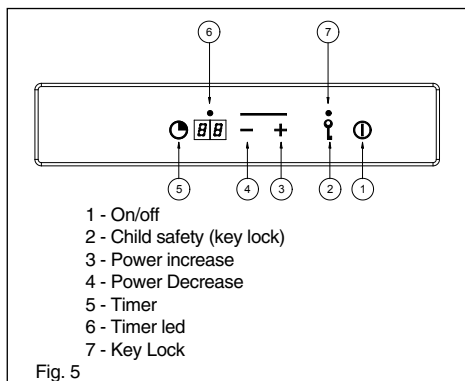 6 7
88
5 4 3 2 1
1 - On/off
2 - Child safety (key lock)
3 - Power increase
4 - Power Decrease
5 - Timer
6 - Timer led
7 - Key Lock
Fig. 5